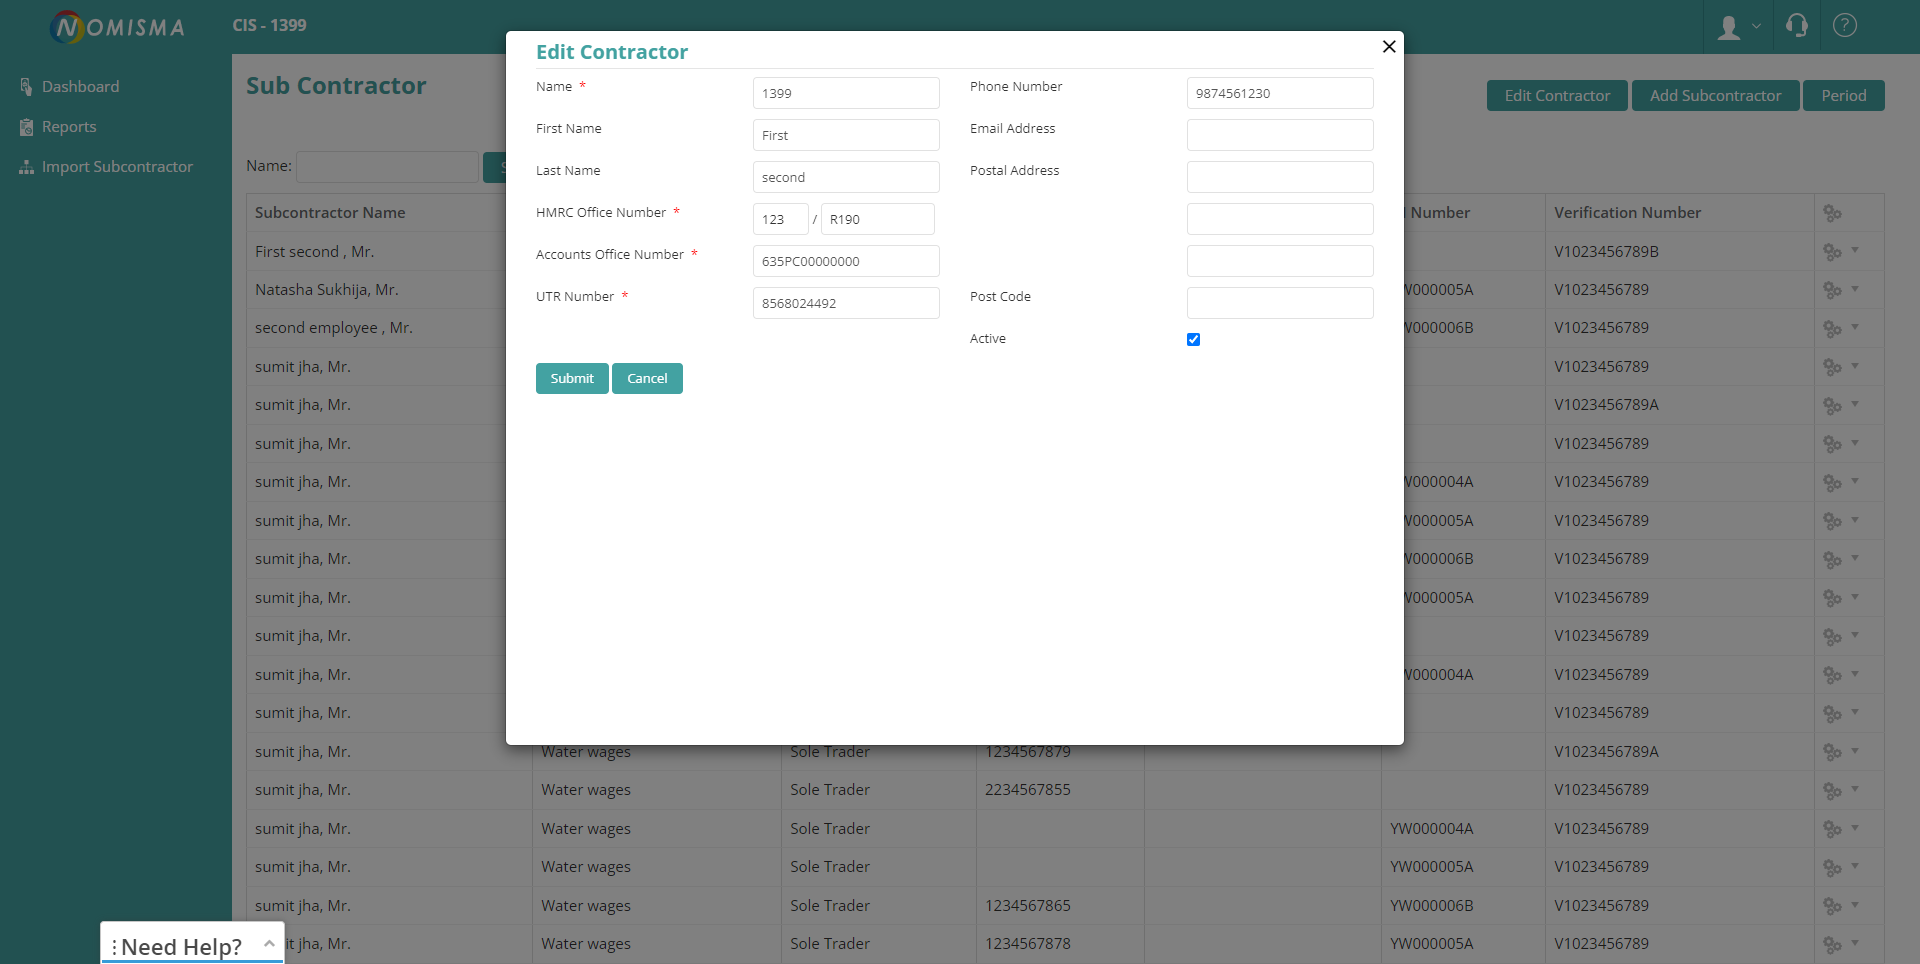 NOMISMA
CIS - 1399
Dashboard
Reports
Import Subcontractor
Sub Contractor
Edit Contractor
Add Subcontractor
Period
Name:
Edit Contractor
Name *
1399
Phone Number
9874561230
First Name
First
Email Address
Last Name
second
Postal Address
HMRC Office Number *
123 / R190
Accounts Office Number *
635PC00000000
UTR Number *
8568024492
Post Code
Active
Submit
Cancel
Subcontractor Name Number Verification Number
First second , Mr. V1023456789B
Natasha Sukhija, Mr. W000005A V1023456789
second employee , Mr. W000006B V1023456789
sumit jha, Mr. V1023456789
sumit jha, Mr. V1023456789A
sumit jha, Mr. V1023456789
sumit jha, Mr. W000004A V1023456789
sumit jha, Mr. W000005A V1023456789
sumit jha, Mr. W000006B V1023456789
sumit jha, Mr. W000005A V1023456789
sumit jha, Mr. V1023456789
sumit jha, Mr. W000004A V1023456789
sumit jha, Mr. V1023456789
sumit jha, Mr. Water wages Sole Trader 1234567879 V1023456789A
sumit jha, Mr. Water wages Sole Trader 2234567855 V1023456789
sumit jha, Mr. Water wages Sole Trader YW000004A V1023456789
sumit jha, Mr. Water wages Sole Trader YW000005A V1023456789
sumit jha, Mr. Water wages Sole Trader 1234567865 YW000006B V1023456789
it jha, Mr. Water wages Sole Trader 1234567878 YW000005A V1023456789
Need Help?